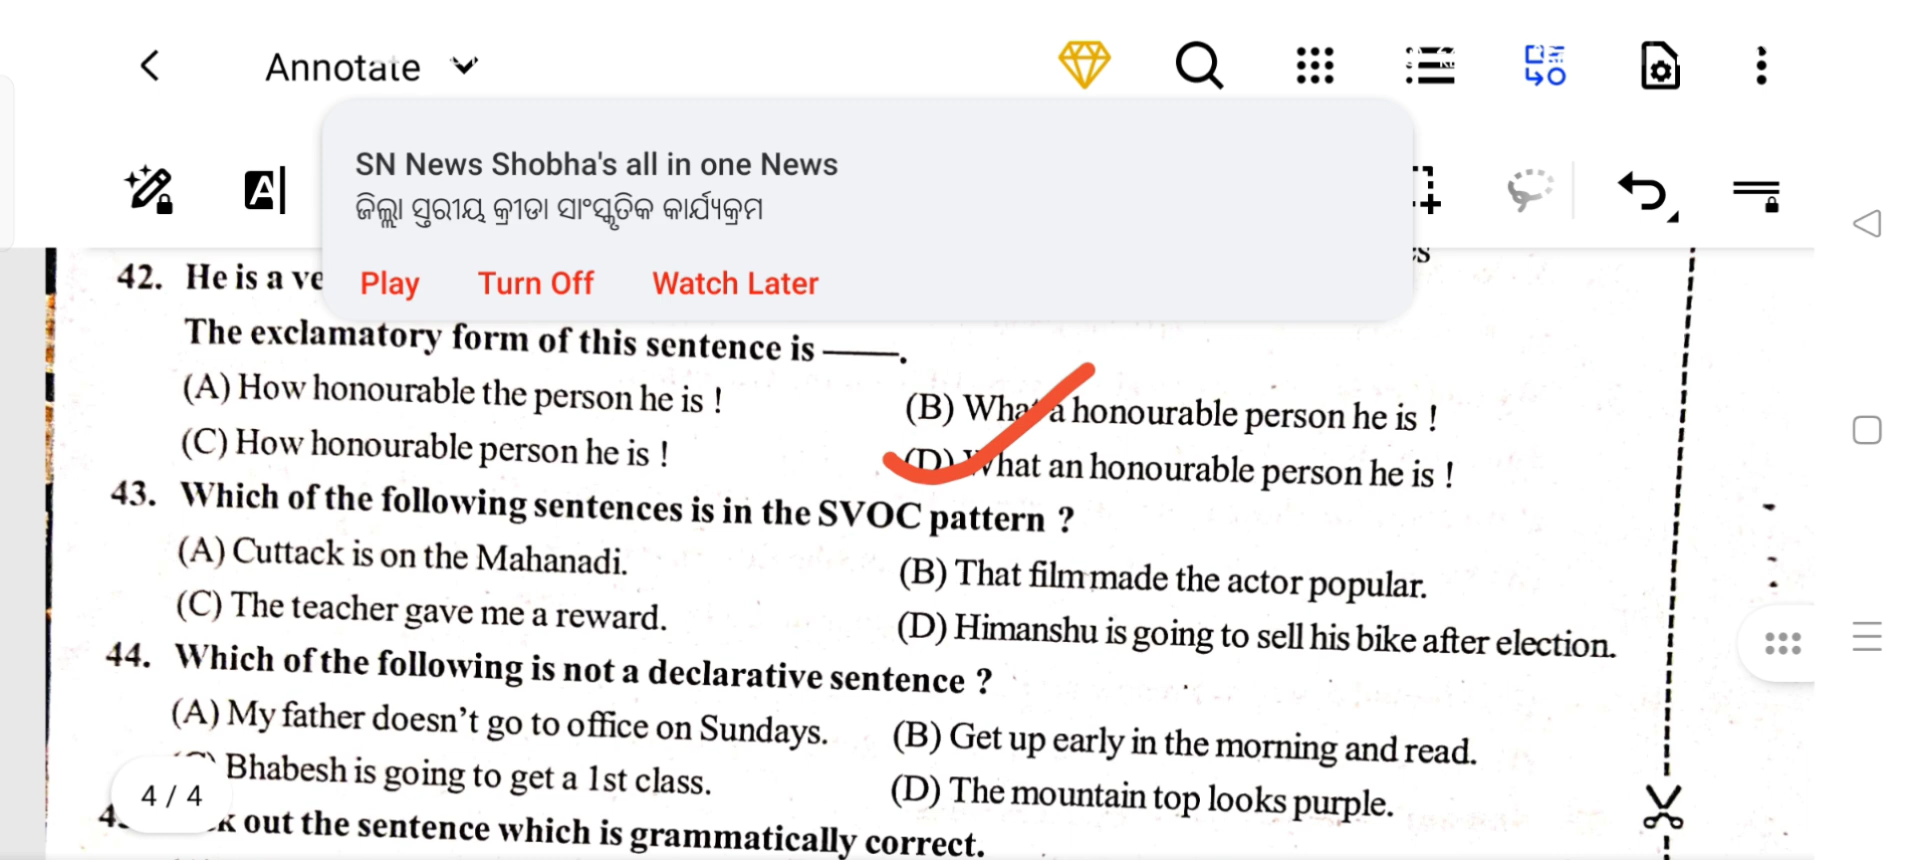 Annotate
SN News Shobha's all in one News
ଜିଲ୍ଲା ସ୍ତରୀୟ କ୍ରୀଡା ସାଂସ୍କୃତିକ କାର୍ଯ୍ୟକ୍ରମ
Play Turn Off Watch Later
42. He is a ve
The exclamatory form of this sentence is ——.
(A) How honourable the person he is ! (B) What a honourable person he is !
(C) How honourable person he is ! (D) What an honourable person he is !
43. Which of the following sentences is in the SVOC pattern ?
(A) Cuttack is on the Mahanadi. (B) That film made the actor popular.
(C) The teacher gave me a reward. (D) Himanshu is going to sell his bike after election.
44. Which of the following is not a declarative sentence ?
(A) My father doesn't go to office on Sundays. (B) Get up early in the morning and read.
Bhabesh is going to get a 1st class. (D) The mountain top looks purple.
4 / 4
out the sentence which is grammatically correct.